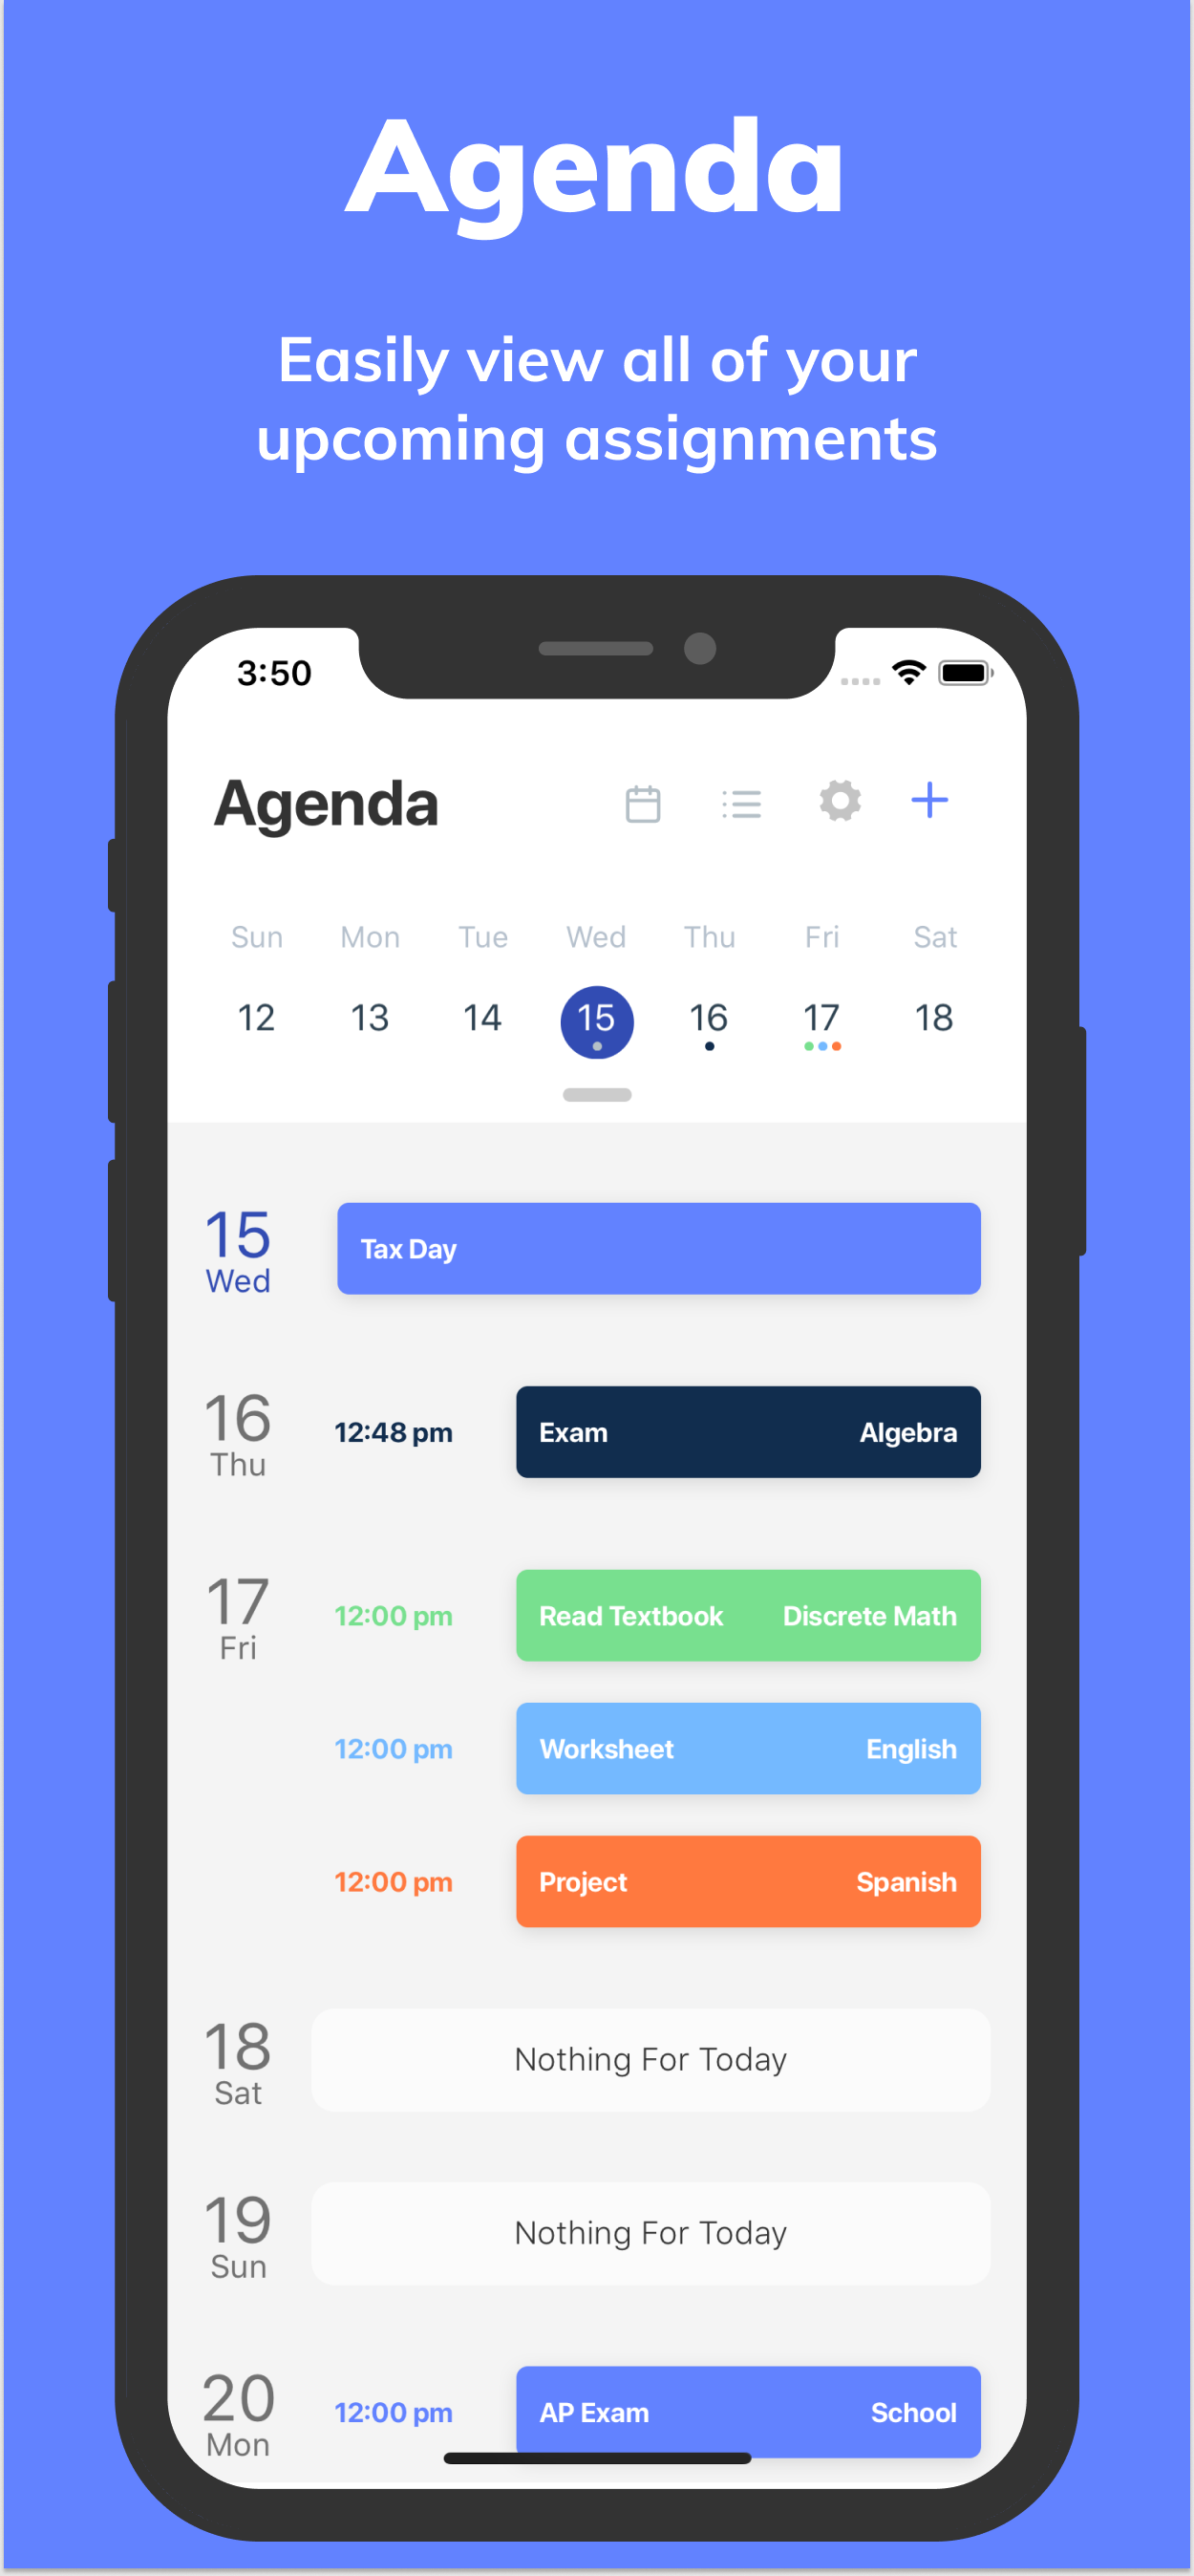 Agenda
Easily view all of your
upcoming assignments
3:50
Agenda
Sun Mon Tue Wed Thu Fri Sat
12 13 14 15 16 17 18
15
Wed
Tax Day
16
Thu
12:48 pm Exam Algebra
17
Fri
12:00 pm Read Textbook Discrete Math
12:00 pm Worksheet English
12:00 pm Project Spanish
18
Sat
Nothing For Today
19
Sun
Nothing For Today
20
Mon
12:00 pm AP Exam School